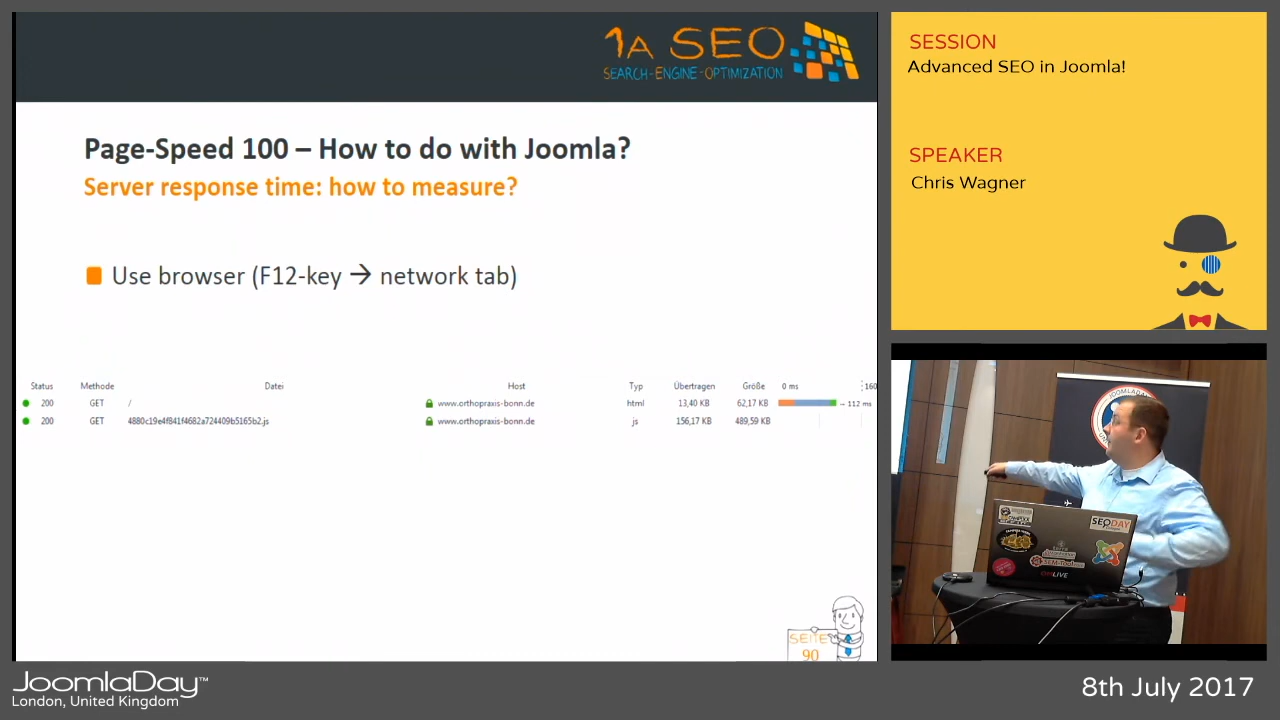 1A SEO
SEARCH-ENGINE-OPTIMIZATION
Page-Speed 100 – How to do with Joomla?
Server response time: how to measure?
Use browser (F12-key → network tab)
Status Methode Datei Host Typ Übertragen Größe 0 ms 160
200 GET / www.orthopraxis-bonn.de html 13,40 KB 62,17 KB → 112 ms
200 GET 4880c19e4f841f4682a724409b5165b2.js www.orthopraxis-bonn.de js 156,17 KB 489,59 KB
SEITE
90
SESSION
Advanced SEO in Joomla!
SPEAKER
Chris Wagner
SEODAY
JoomlaDay™
London, United Kingdom
8th July 2017